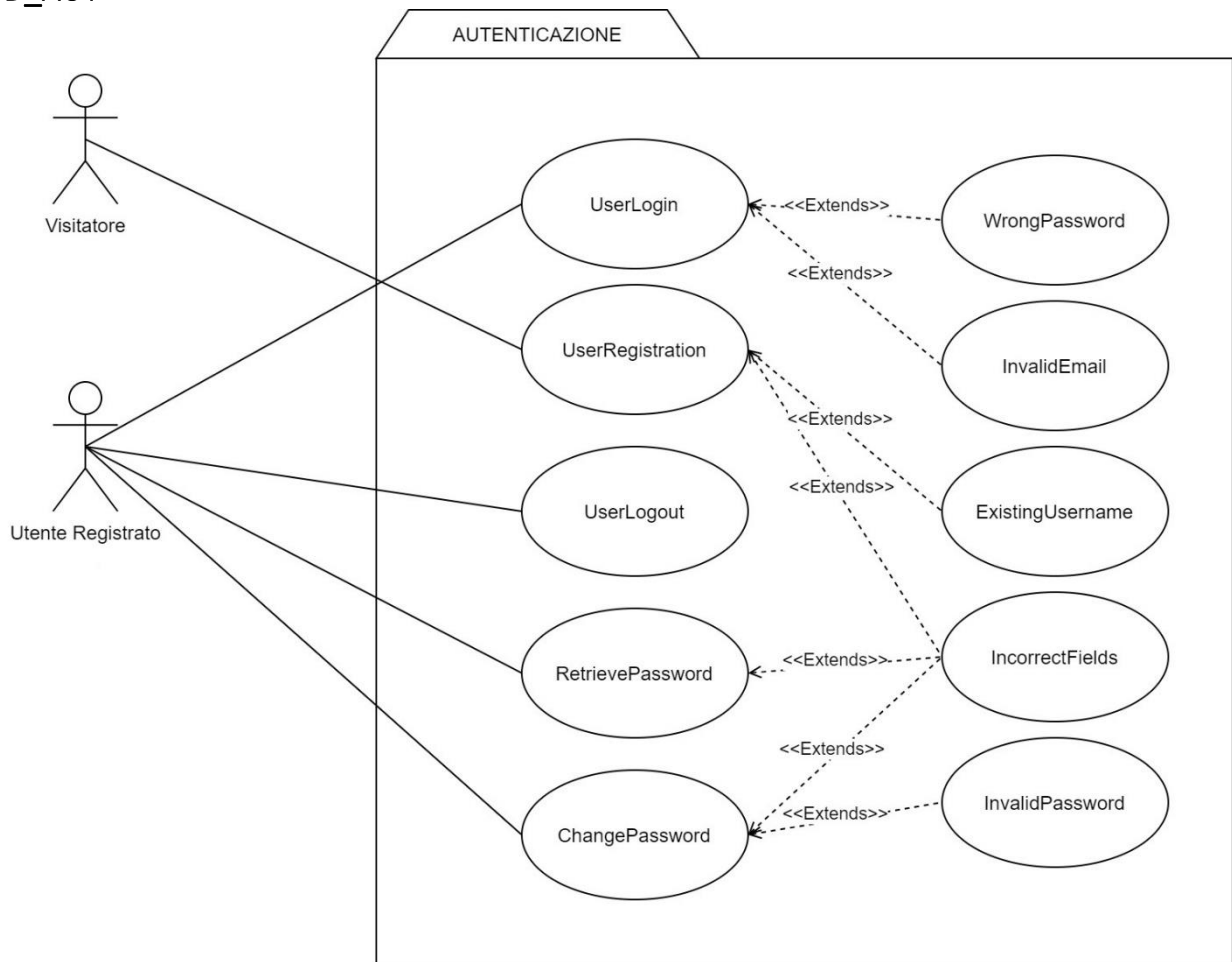 AUTENTICAZIONE
Visitatore
UserLogin
<<Extends>>
WrongPassword
<<Extends>>
UserRegistration
InvalidEmail
<<Extends>>
Utente Registrato
UserLogout
<<Extends>>
ExistingUsername
RetrievePassword
<<Extends>>
IncorrectFields
<<Extends>>
ChangePassword
<<Extends>>
InvalidPassword